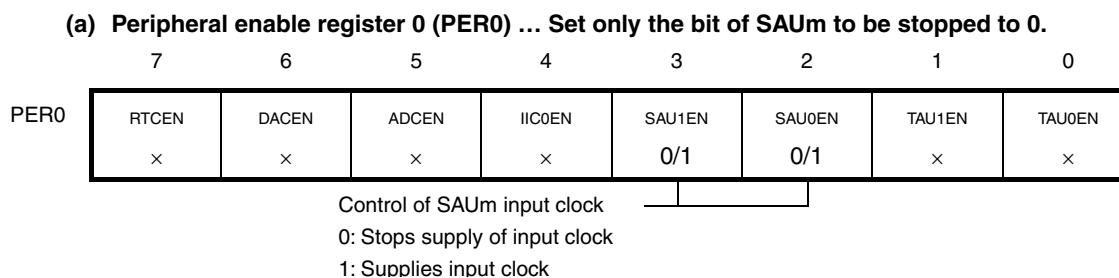 (a) Peripheral enable register 0 (PER0) … Set only the bit of SAUm to be stopped to 0.
7 6 5 4 3 2 1 0
PER0 RTCEN DACEN ADCEN IIC0EN SAU1EN SAU0EN TAU1EN TAU0EN
× × × × 0/1 0/1 × ×
Control of SAUm input clock
0: Stops supply of input clock
1: Supplies input clock